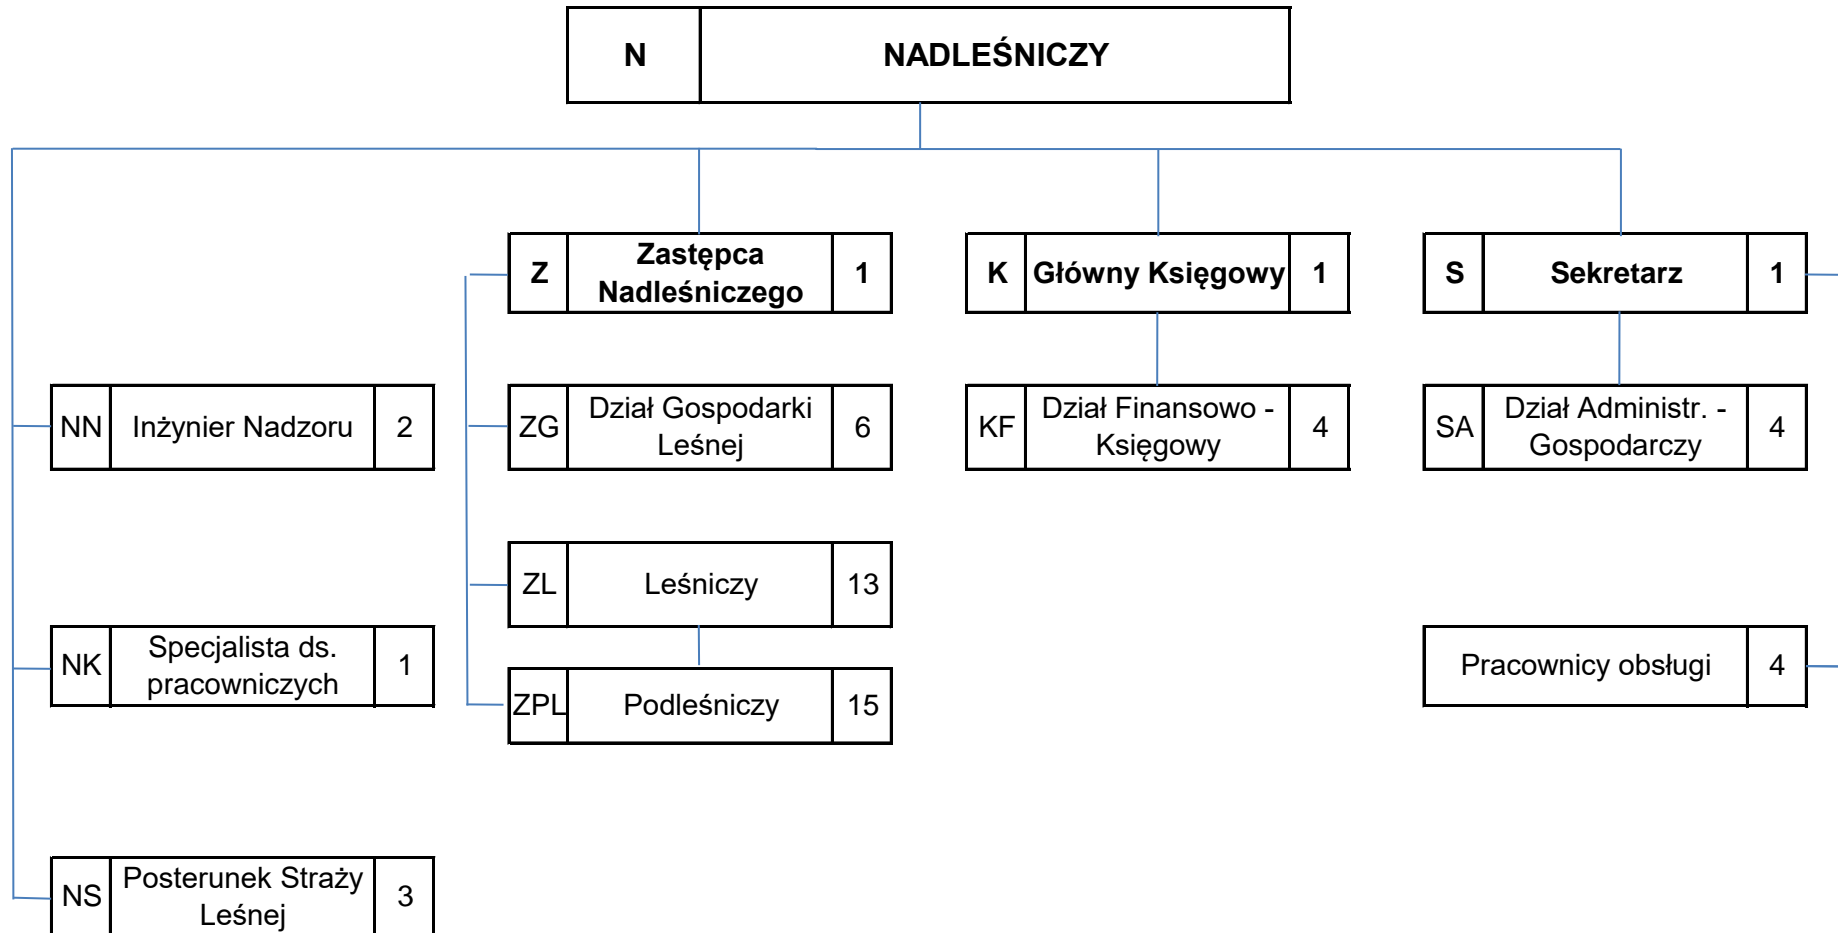 N NADLEŚNICZY
Z Zastępca Nadleśniczego 1
K Główny Księgowy 1
S Sekretarz 1
NN Inżynier Nadzoru 2
ZG Dział Gospodarki Leśnej 6
KF Dział Finansowo - Księgowy 4
SA Dział Administr. - Gospodarczy 4
ZL Leśniczy 13
NK Specjalista ds. pracowniczych 1
Pracownicy obsługi 4
ZPL Podleśniczy 15
NS Posterunek Straży Leśnej 3